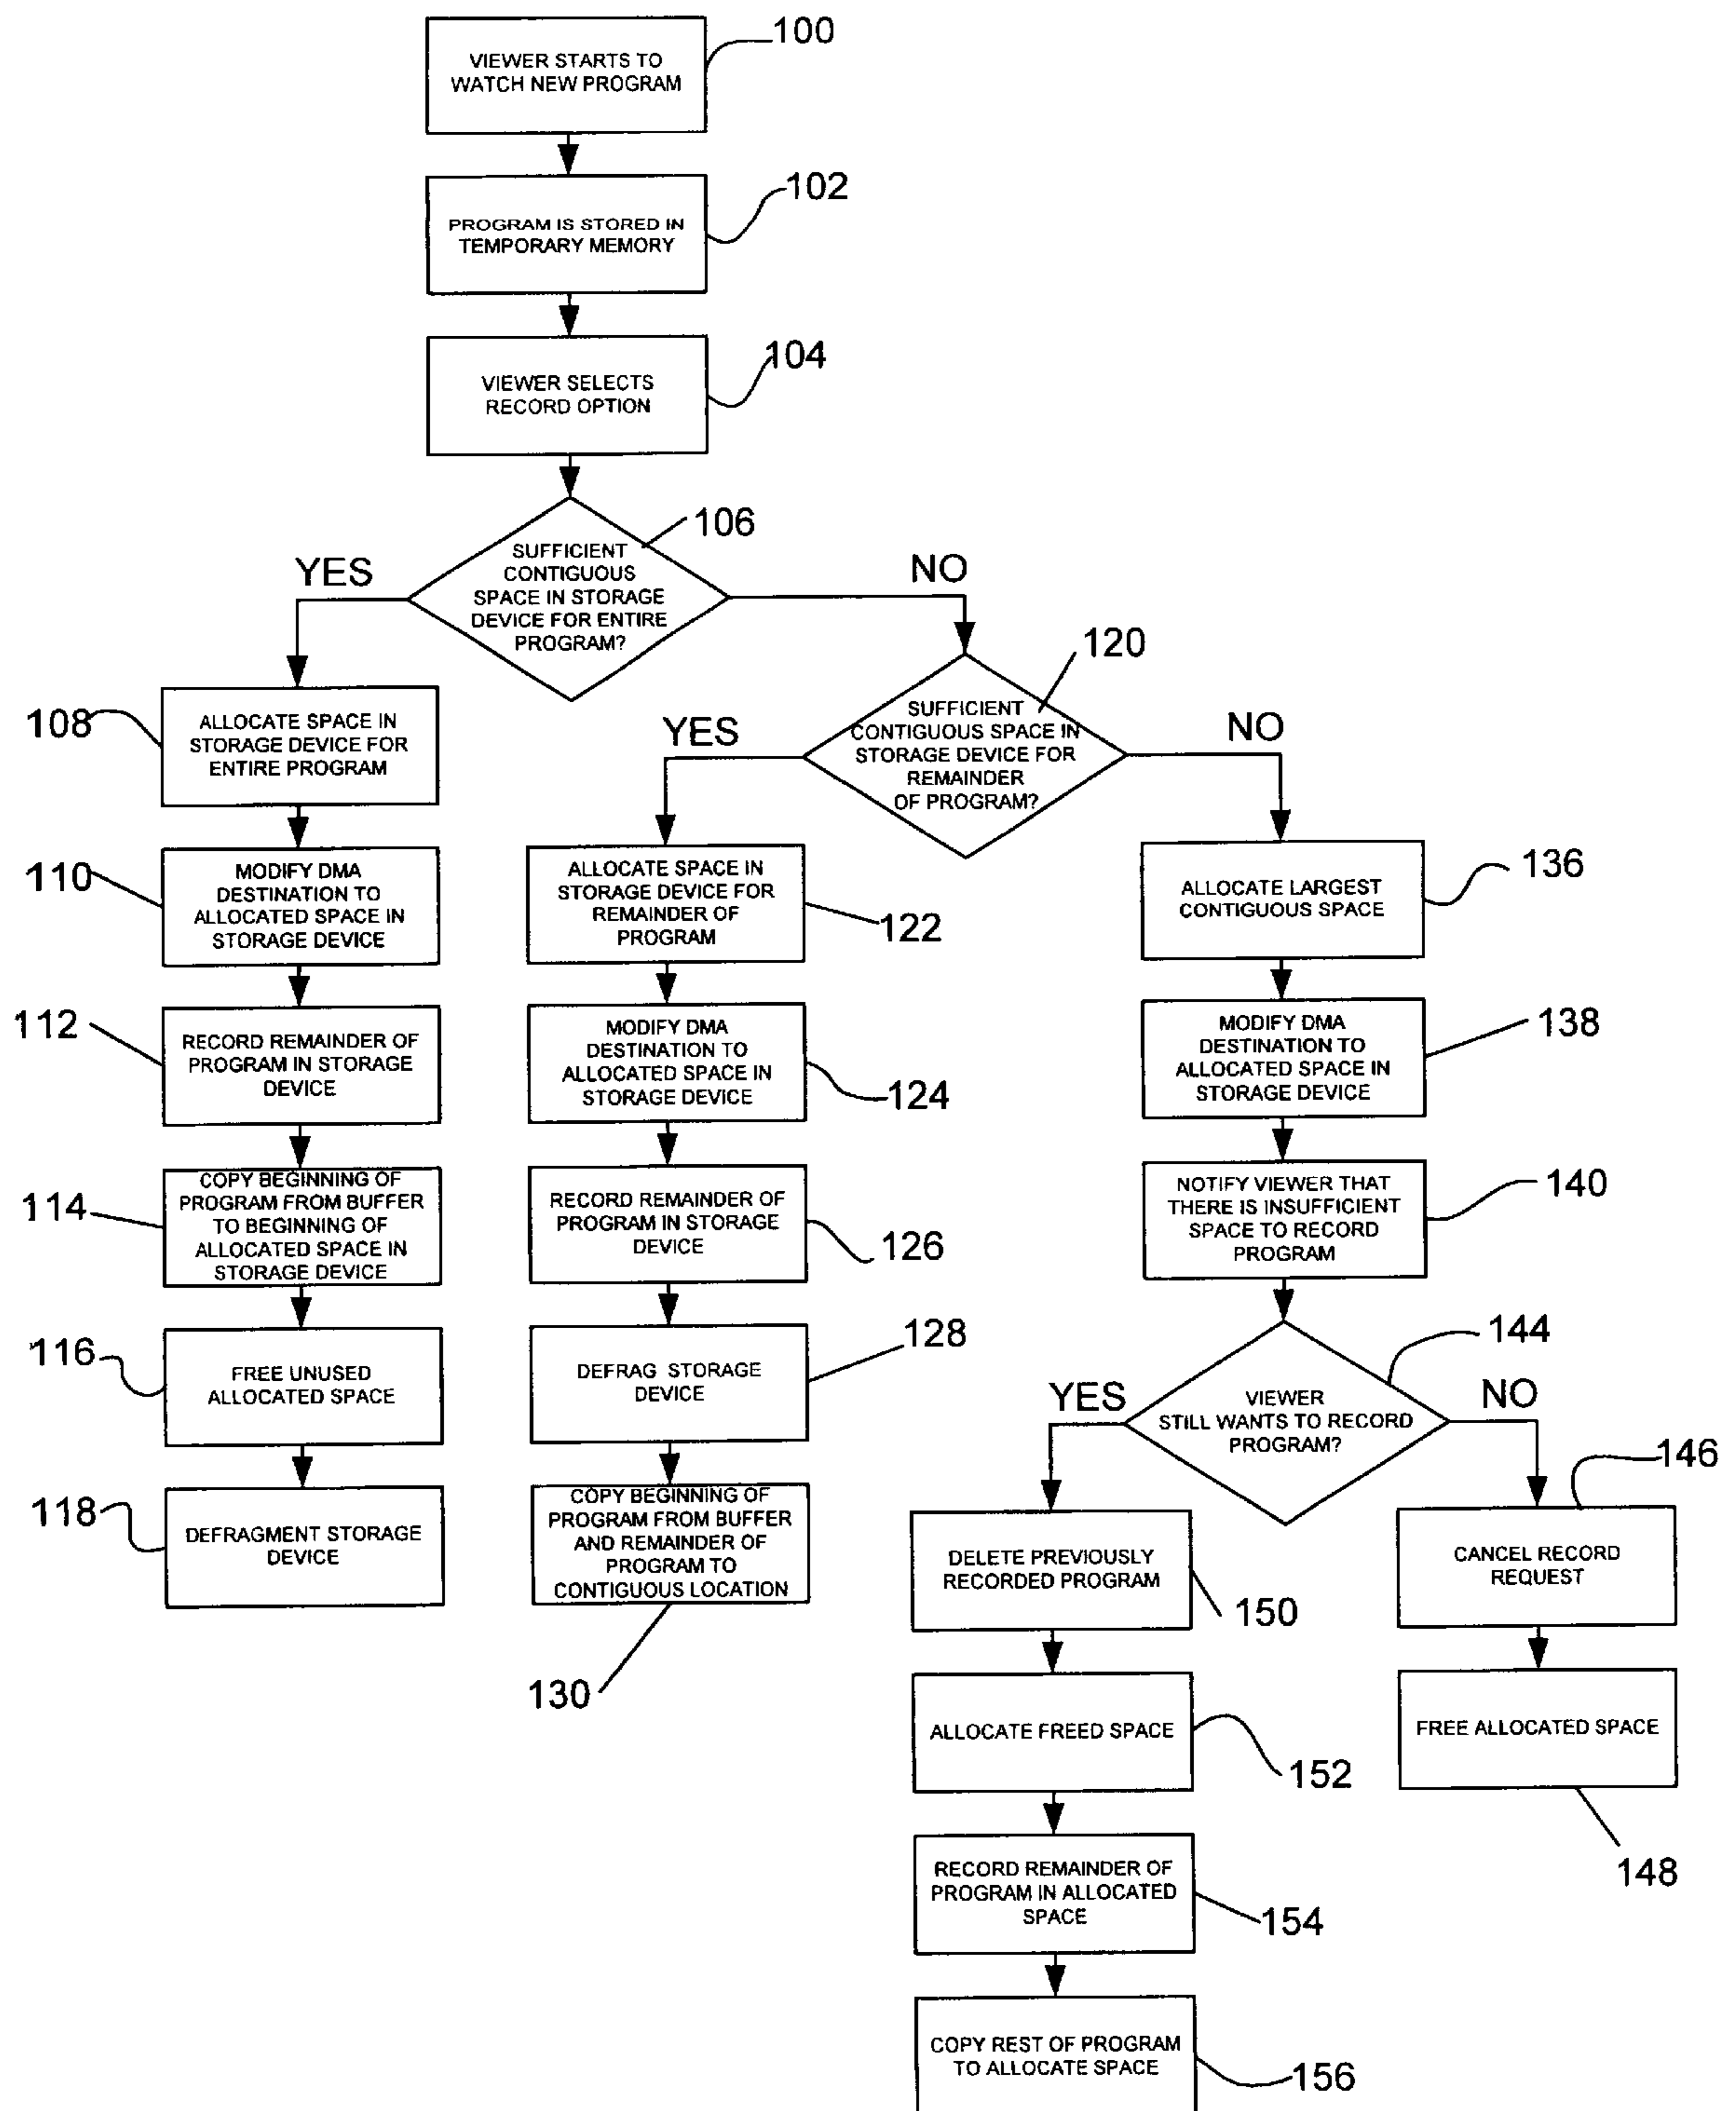 100
VIEWER STARTS TO
WATCH NEW PROGRAM
102
PROGRAM IS STORED IN
TEMPORARY MEMORY
104
VIEWER SELECTS
RECORD OPTION
106
SUFFICIENT
CONTIGUOUS
SPACE IN STORAGE
DEVICE FOR ENTIRE
PROGRAM?
YES
NO
108
ALLOCATE SPACE IN
STORAGE DEVICE FOR
ENTIRE PROGRAM
110
MODIFY DMA
DESTINATION TO
ALLOCATED SPACE IN
STORAGE DEVICE
112
RECORD REMAINDER OF
PROGRAM IN STORAGE
DEVICE
114
COPY BEGINNING OF
PROGRAM FROM BUFFER
TO BEGINNING OF
ALLOCATED SPACE IN
STORAGE DEVICE
116
FREE UNUSED
ALLOCATED SPACE
118
DEFRAGMENT STORAGE
DEVICE
120
SUFFICIENT
CONTIGUOUS SPACE IN
STORAGE DEVICE FOR
REMAINDER
OF PROGRAM?
YES
NO
ALLOCATE SPACE IN
STORAGE DEVICE FOR
REMAINDER OF
PROGRAM
122
MODIFY DMA
DESTINATION TO
ALLOCATED SPACE IN
STORAGE DEVICE
124
RECORD REMAINDER OF
PROGRAM IN STORAGE
DEVICE
126
DEFRAG STORAGE
DEVICE
128
COPY BEGINNING OF
PROGRAM FROM BUFFER
AND REMAINDER OF
PROGRAM TO
CONTIGUOUS LOCATION
130
ALLOCATE LARGEST
CONTIGUOUS SPACE
136
MODIFY DMA
DESTINATION TO
ALLOCATED SPACE IN
STORAGE DEVICE
138
NOTIFY VIEWER THAT
THERE IS INSUFFICIENT
SPACE TO RECORD
PROGRAM
140
144
VIEWER
STILL WANTS TO RECORD
PROGRAM?
YES
NO
DELETE PREVIOUSLY
RECORDED PROGRAM
150
ALLOCATE FREED SPACE
152
RECORD REMAINDER OF
PROGRAM IN ALLOCATED
SPACE
154
COPY REST OF PROGRAM
TO ALLOCATE SPACE
156
146
CANCEL RECORD
REQUEST
FREE ALLOCATED SPACE
148